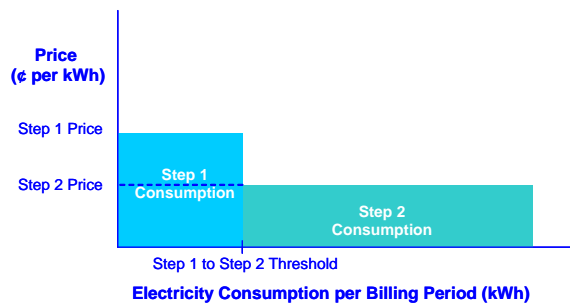 Price
(¢ per kWh)
Step 1 Price
Step 1
Consumption
Step 2 Price
Step 2
Consumption
Step 1 to Step 2 Threshold
Electricity Consumption per Billing Period (kWh)